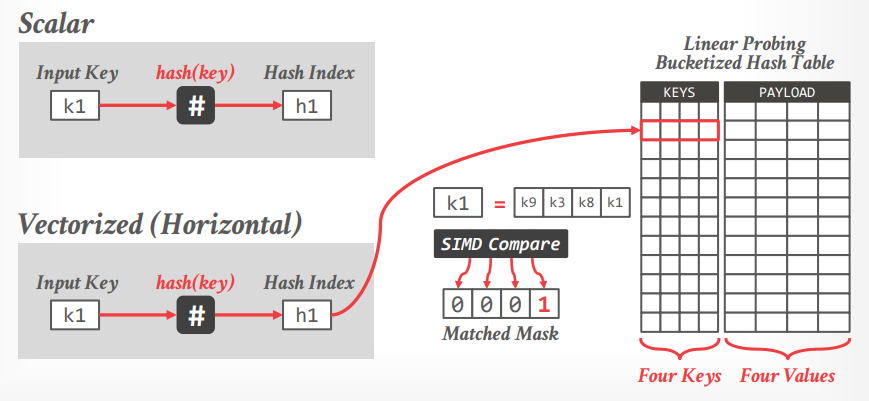 Scalar
Input Key hash(key) Hash Index
k1 # h1
Vectorized (Horizontal)
Input Key hash(key) Hash Index
k1 # h1
k1 = k9 k3 k8 k1
SIMD Compare
0 0 0 1
Matched Mask
Linear Probing
Bucketized Hash Table
KEYS PAYLOAD
Four Keys Four Values